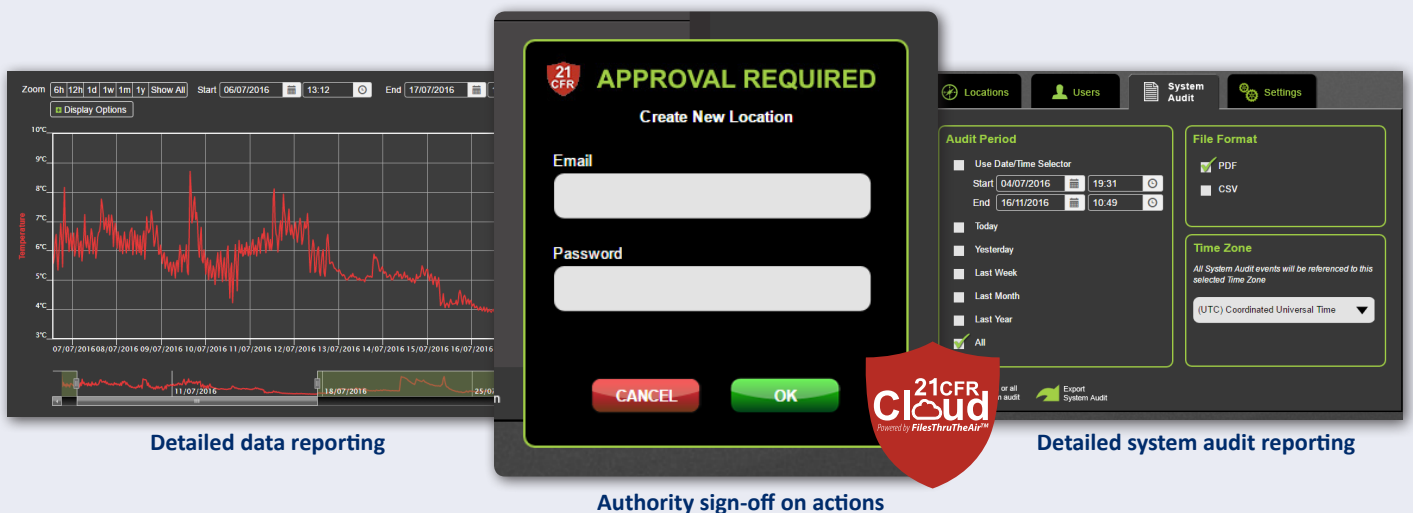 Zoom 6h 12h 1d 1w 1m 1y Show All Start 06/07/2016 13:12 End 17/07/2016
Display Options
10°C
9°C
8°C
7°C
6°C
5°C
4°C
3°C
Temperature
07/07/2016 08/07/2016 09/07/2016 10/07/2016 11/07/2016 12/07/2016 13/07/2016 14/07/2016 15/07/2016 16/07/2016
11/07/2016 18/07/2016 25/07
Detailed data reporting
21
CFR
APPROVAL REQUIRED
Create New Location
Email
Password
CANCEL OK
Authority sign-off on actions
Locations Users System Audit Settings
Audit Period
Use Date/Time Selector
Start 04/07/2016 19:31
End 16/11/2016 10:49
Today
Yesterday
Last Week
Last Month
Last Year
All
or all
audit
Export
System Audit
File Format
PDF
CSV
Time Zone
All System Audit events will be referenced to this
selected Time Zone
(UTC) Coordinated Universal Time
21CFR
Cloud
Powered by FilesThruTheAir™
Detailed system audit reporting